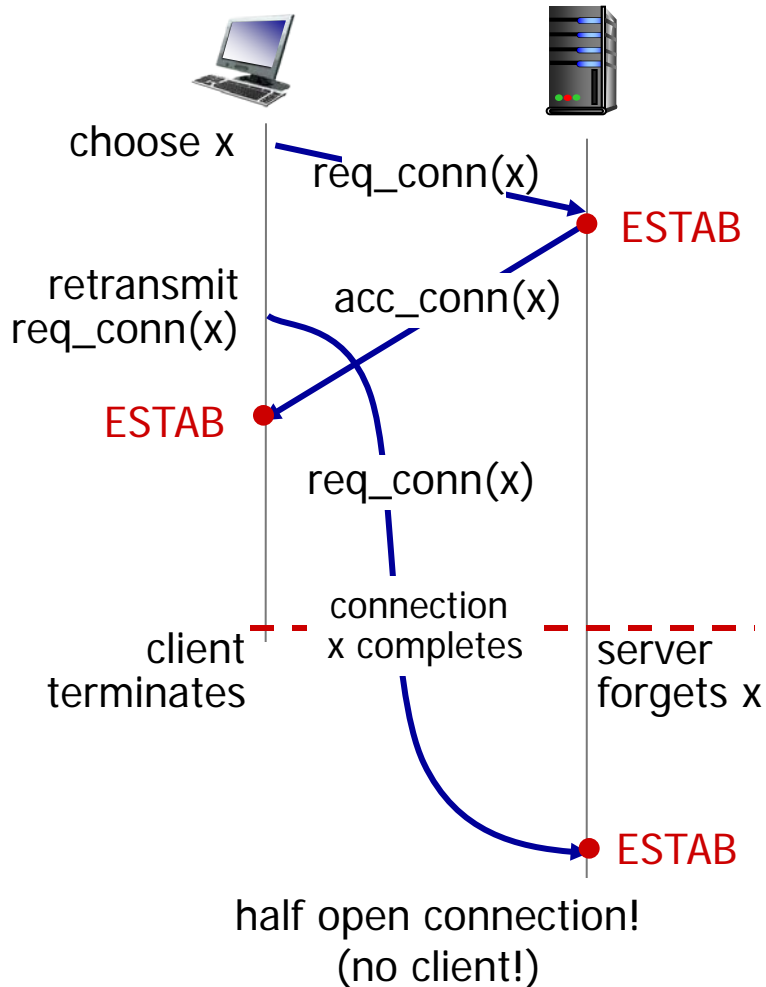 choose x
req_conn(x)
ESTAB
retransmit
req_conn(x)
acc_conn(x)
ESTAB
req_conn(x)
connection
x completes
client
terminates
server
forgets x
ESTAB
half open connection!
(no client!)